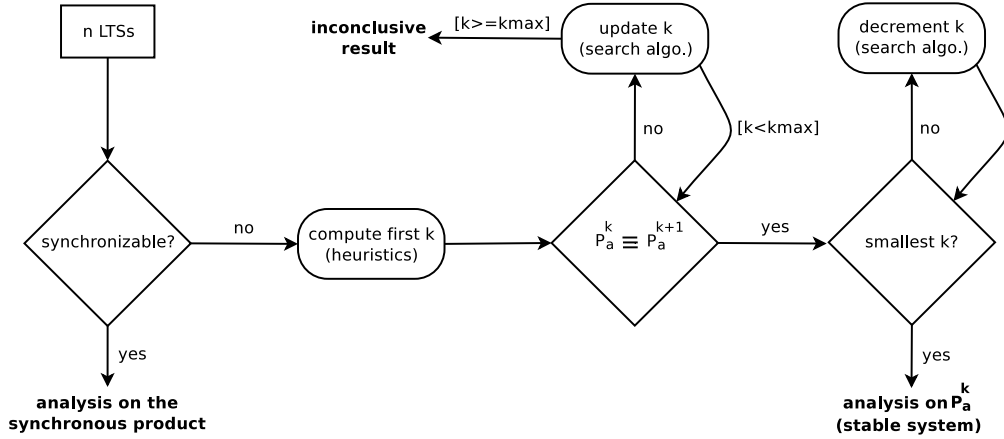 n LTSs
inconclusive
result
[k>=kmax]
update k
(search algo.)
decrement k
(search algo.)
no
[k<kmax]
no
synchronizable?
no
compute first k
(heuristics)
P_a^k ≡ P_a^{k+1}
yes
smallest k?
yes
yes
analysis on the
synchronous product
analysis on P_a^k
(stable system)